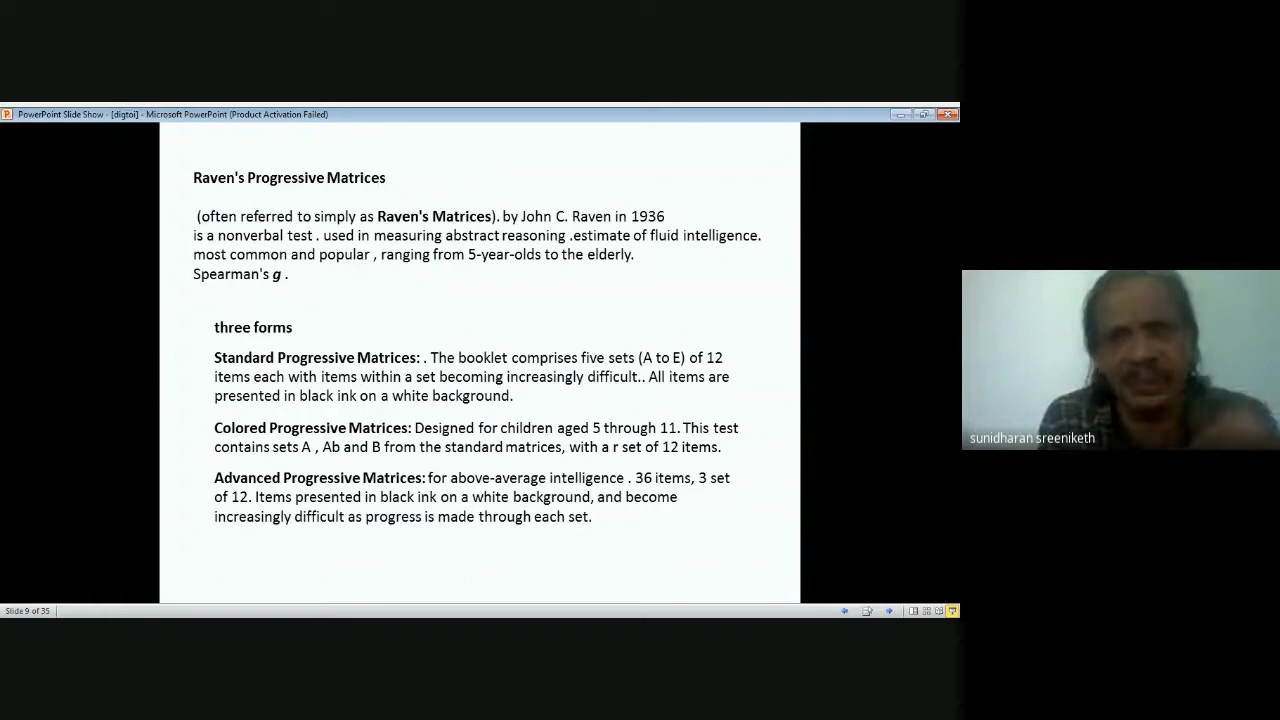 PowerPoint Slide Show - [digtoi] - Microsoft PowerPoint (Product Activation Failed)
Raven's Progressive Matrices
(often referred to simply as Raven's Matrices). by John C. Raven in 1936
is a nonverbal test . used in measuring abstract reasoning .estimate of fluid intelligence.
most common and popular , ranging from 5-year-olds to the elderly.
Spearman's g .
three forms
Standard Progressive Matrices: . The booklet comprises five sets (A to E) of 12
items each with items within a set becoming increasingly difficult.. All items are
presented in black ink on a white background.
Colored Progressive Matrices: Designed for children aged 5 through 11. This test
contains sets A , Ab and B from the standard matrices, with a r set of 12 items.
Advanced Progressive Matrices: for above-average intelligence . 36 items, 3 set
of 12. Items presented in black ink on a white background, and become
increasingly difficult as progress is made through each set.
sunidharan sreeniketh
Slide 9 of 35